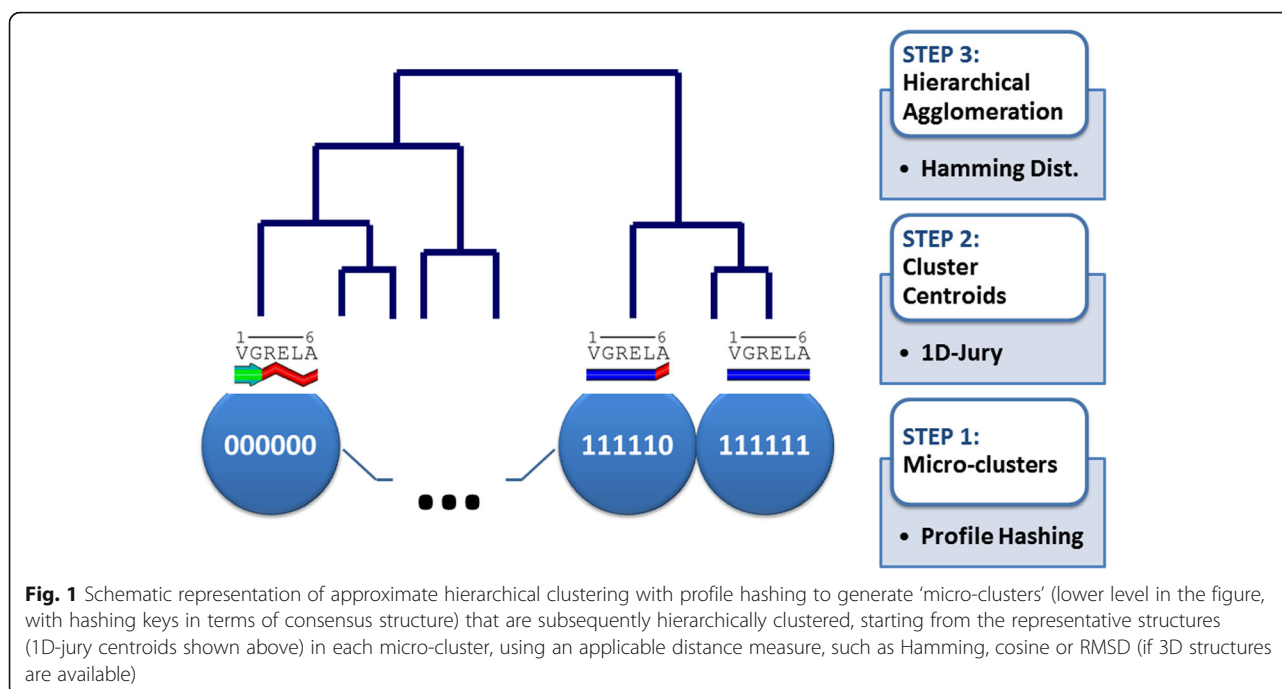 STEP 3:
Hierarchical
Agglomeration
• Hamming Dist.
STEP 2:
Cluster
Centroids
• 1D-Jury
STEP 1:
Micro-clusters
• Profile Hashing
1 6
VGRELA
1 6
VGRELA
1 6
VGRELA
000000
...
111110
111111
Fig. 1 Schematic representation of approximate hierarchical clustering with profile hashing to generate ‘micro-clusters’ (lower level in the figure,
with hashing keys in terms of consensus structure) that are subsequently hierarchically clustered, starting from the representative structures
(1D-jury centroids shown above) in each micro-cluster, using an applicable distance measure, such as Hamming, cosine or RMSD (if 3D structures
are available)